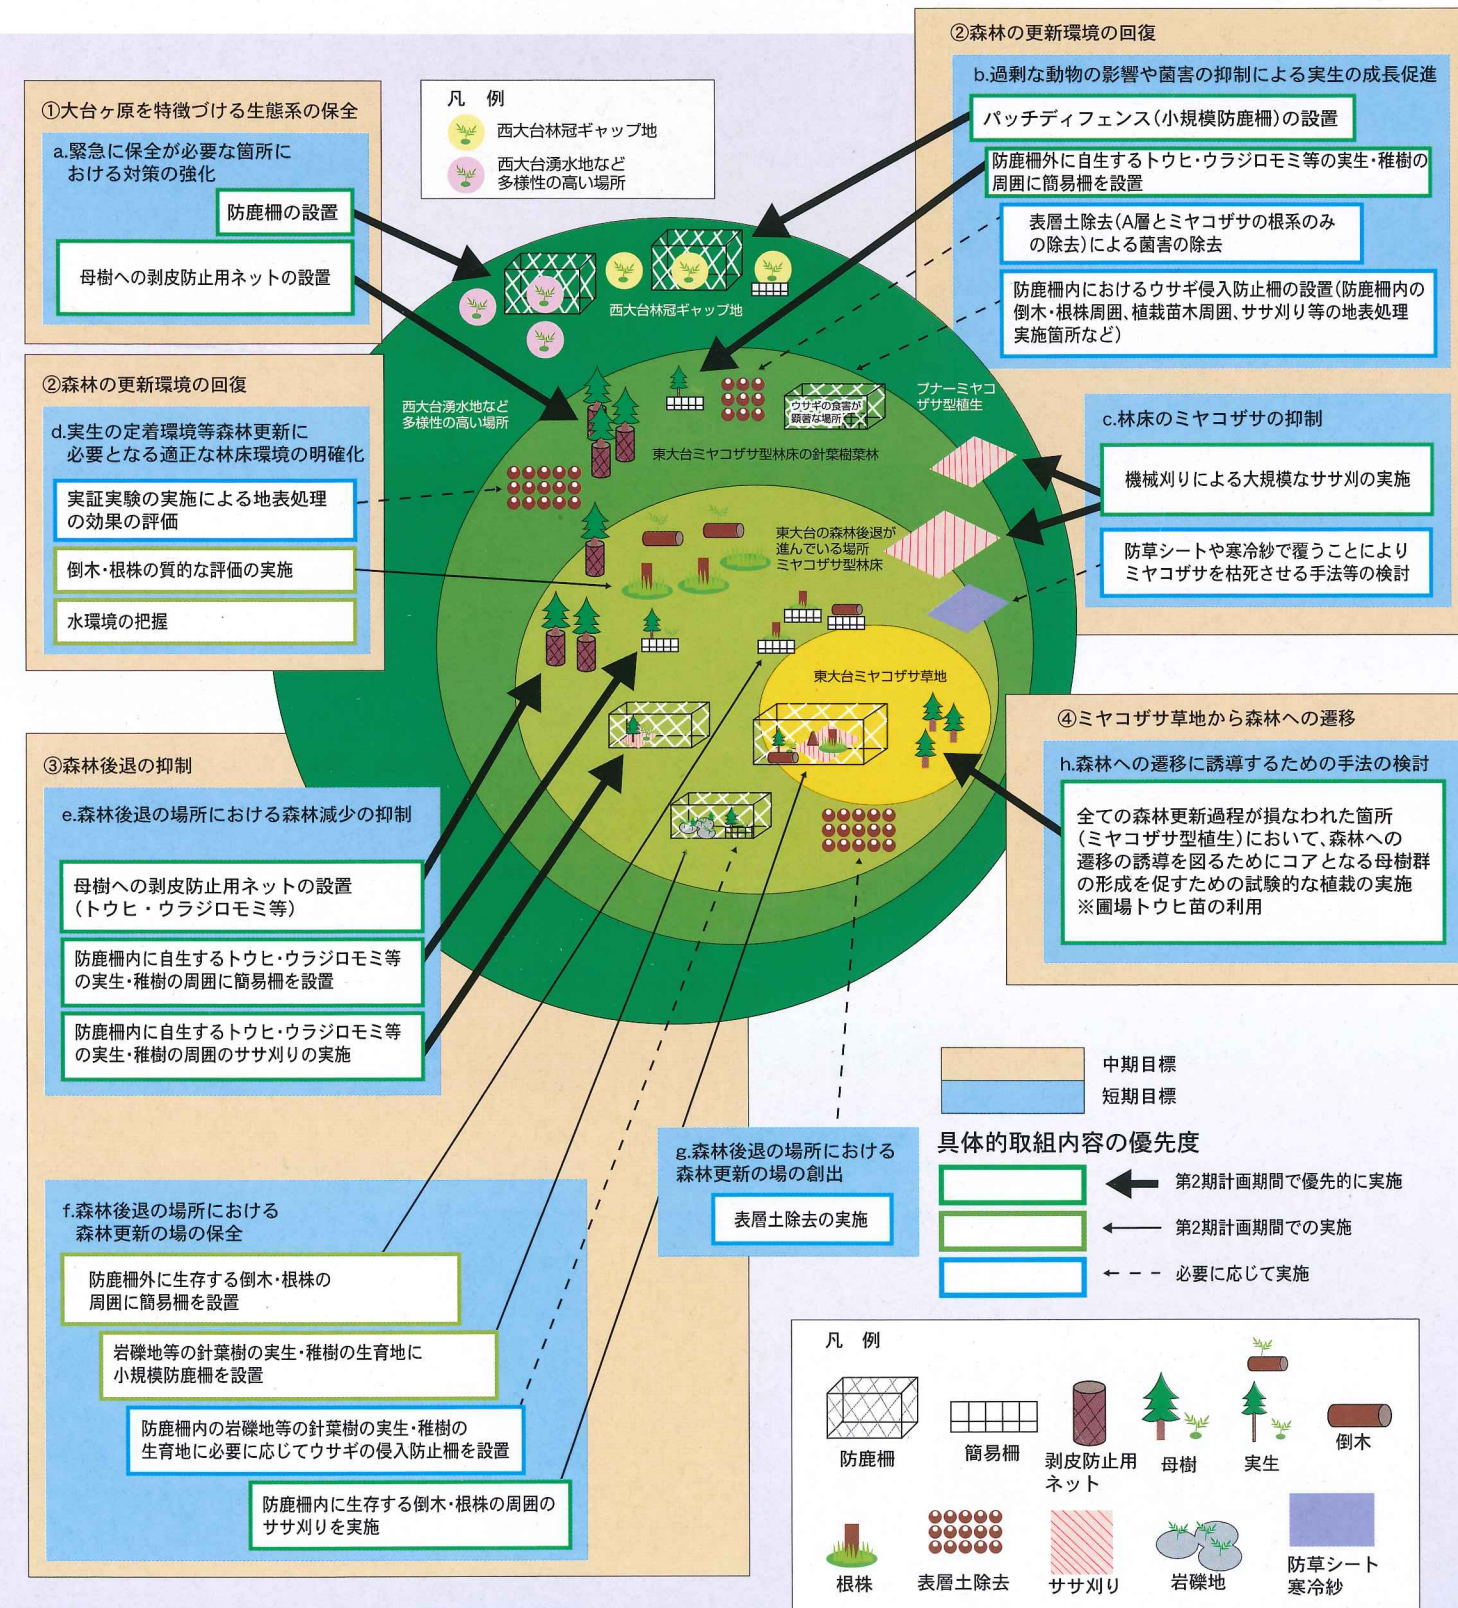 ①大台ヶ原を特徴づける生態系の保全
a.緊急に保全が必要な箇所に
おける対策の強化
防鹿柵の設置
母樹への剥皮防止用ネットの設置
凡 例
西大台林冠ギャップ地
西大台湧水地など
多様性の高い場所
②森林の更新環境の回復
b.過剰な動物の影響や菌害の抑制による実生の成長促進
パッチディフェンス(小規模防鹿柵)の設置
防鹿柵外に自生するトウヒ・ウラジロモミ等の実生・稚樹の
周囲に簡易柵を設置
表層土除去(A層とミヤコザサの根系のみ
の除去)による菌害の除去
防鹿柵内におけるウサギ侵入防止柵の設置(防鹿柵内の
倒木・根株周囲、植栽苗木周囲、ササ刈り等の地表処理
実施箇所など)
c.林床のミヤコザサの抑制
機械刈りによる大規模なササ刈の実施
防草シートや寒冷紗で覆うことにより
ミヤコザサを枯死させる手法等の検討
②森林の更新環境の回復
d.実生の定着環境等森林更新に
必要となる適正な林床環境の明確化
実証実験の実施による地表処理
の効果の評価
倒木・根株の質的な評価の実施
水環境の把握
西大台林冠ギャップ地
西大台湧水地など
多様性の高い場所
ウサギの食害が
顕著な場所
ブナーミヤコ
ザサ型植生
東大台ミヤコザサ型林床の針葉樹葉林
東大台の森林後退が
進んでいる場所
ミヤコザサ型林床
東大台ミヤコザサ草地
③森林後退の抑制
e.森林後退の場所における森林減少の抑制
母樹への剥皮防止用ネットの設置
(トウヒ・ウラジロモミ等)
防鹿柵内に自生するトウヒ・ウラジロモミ等
の実生・稚樹の周囲に簡易柵を設置
防鹿柵内に自生するトウヒ・ウラジロモミ等
の実生・稚樹の周囲のササ刈りの実施
f.森林後退の場所における
森林更新の場の保全
防鹿柵外に生存する倒木・根株の
周囲に簡易柵を設置
岩礫地等の針葉樹の実生・稚樹の生育地に
小規模防鹿柵を設置
防鹿柵内の岩礫地等の針葉樹の実生・稚樹の
生育地に必要に応じてウサギの侵入防止柵を設置
防鹿柵内に生存する倒木・根株の周囲の
ササ刈りを実施
g.森林後退の場所における
森林更新の場の創出
表層土除去の実施
④ミヤコザサ草地から森林への遷移
h.森林への遷移に誘導するための手法の検討
全ての森林更新過程が損なわれた箇所
(ミヤコザサ型植生)において、森林への
遷移の誘導を図るためにコアとなる母樹群
の形成を促すための試験的な植栽の実施
※圃場トウヒ苗の利用
中期目標
短期目標
具体的取組内容の優先度
第2期計画期間で優先的に実施
第2期計画期間での実施
必要に応じて実施
凡 例
防鹿柵
簡易柵
剥皮防止用
ネット
母樹
実生
倒木
根株
表層土除去
ササ刈り
岩礫地
防草シート
寒冷紗